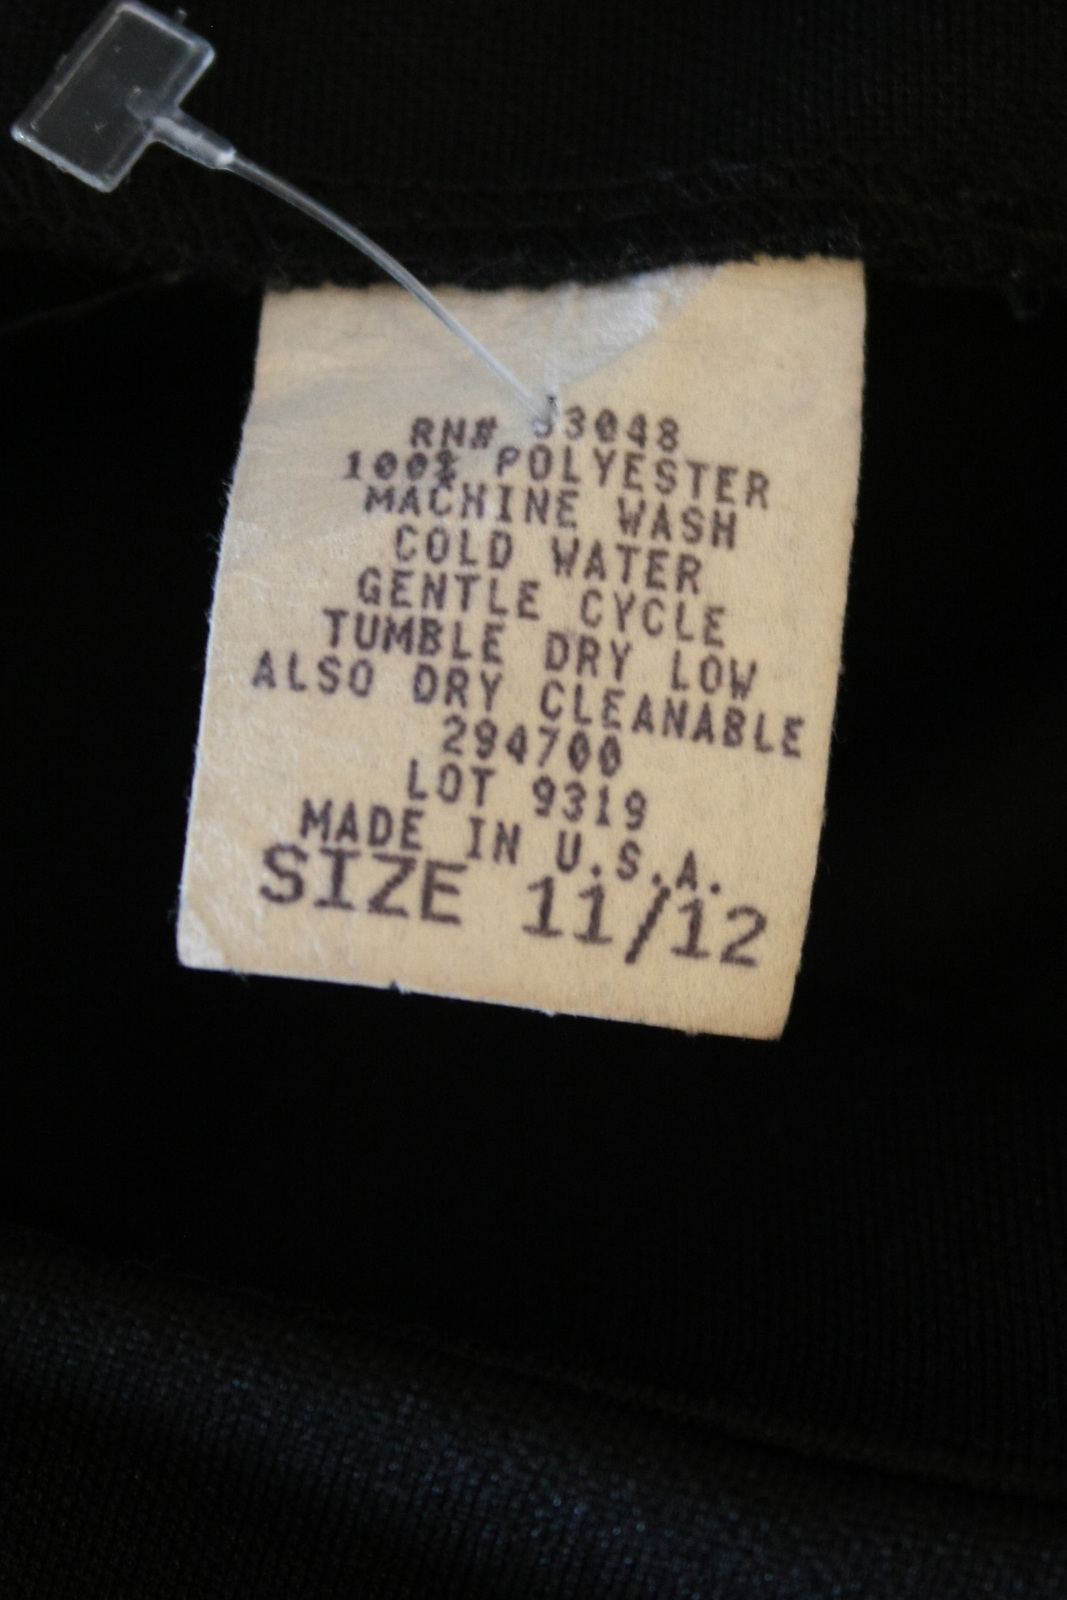 RN#
100% POLYESTER
MACHINE WASH
COLD WATER
GENTLE CYCLE
TUMBLE DRY LOW
ALSO DRY CLEANABLE
294700
LOT 9319
MADE IN U.S.A.
SIZE 11/12